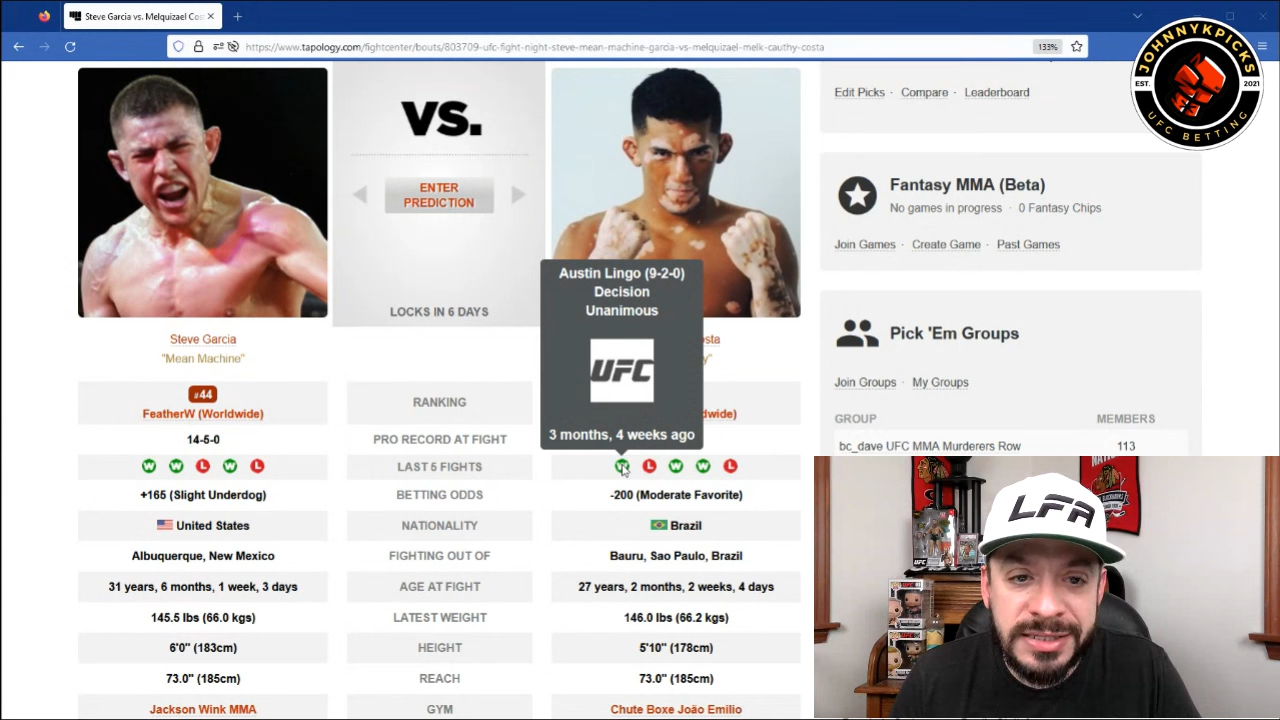 Steve Garcia vs. Melquizael Cos
https://www.tapology.com/fightcenter/bouts/803709-ufc-fight-night-steve-mean-machine-garcia-vs-melquizael-melk-cauthy-costa
133%
JOHNNYKPICKS
EST. 2021
UFC BETTING
VS.
ENTER
PREDICTION
LOCKS IN 6 DAYS
Edit Picks · Compare · Leaderboard
Fantasy MMA (Beta)
No games in progress · 0 Fantasy Chips
Join Games · Create Game · Past Games
Pick 'Em Groups
Join Groups · My Groups
GROUP MEMBERS
bc_dave UFC MMA Murderers Row 113
Austin Lingo (9-2-0)
Decision
Unanimous
UFC
3 months, 4 weeks ago
Steve Garcia
osta
"Mean Machine"
y"
#44
FeatherW (Worldwide) RANKING dwide)
14-5-0 PRO RECORD AT FIGHT
W W L W L LAST 5 FIGHTS W L W W L
+165 (Slight Underdog) BETTING ODDS -200 (Moderate Favorite)
United States NATIONALITY Brazil
Albuquerque, New Mexico FIGHTING OUT OF Bauru, Sao Paulo, Brazil
31 years, 6 months, 1 week, 3 days AGE AT FIGHT 27 years, 2 months, 2 weeks, 4 days
145.5 lbs (66.0 kgs) LATEST WEIGHT 146.0 lbs (66.2 kgs)
6'0" (183cm) HEIGHT 5'10" (178cm)
73.0" (185cm) REACH 73.0" (185cm)
Jackson Wink MMA GYM Chute Boxe João Emilio
LFA
NATIONAL
BLACKHAWKS
UFC